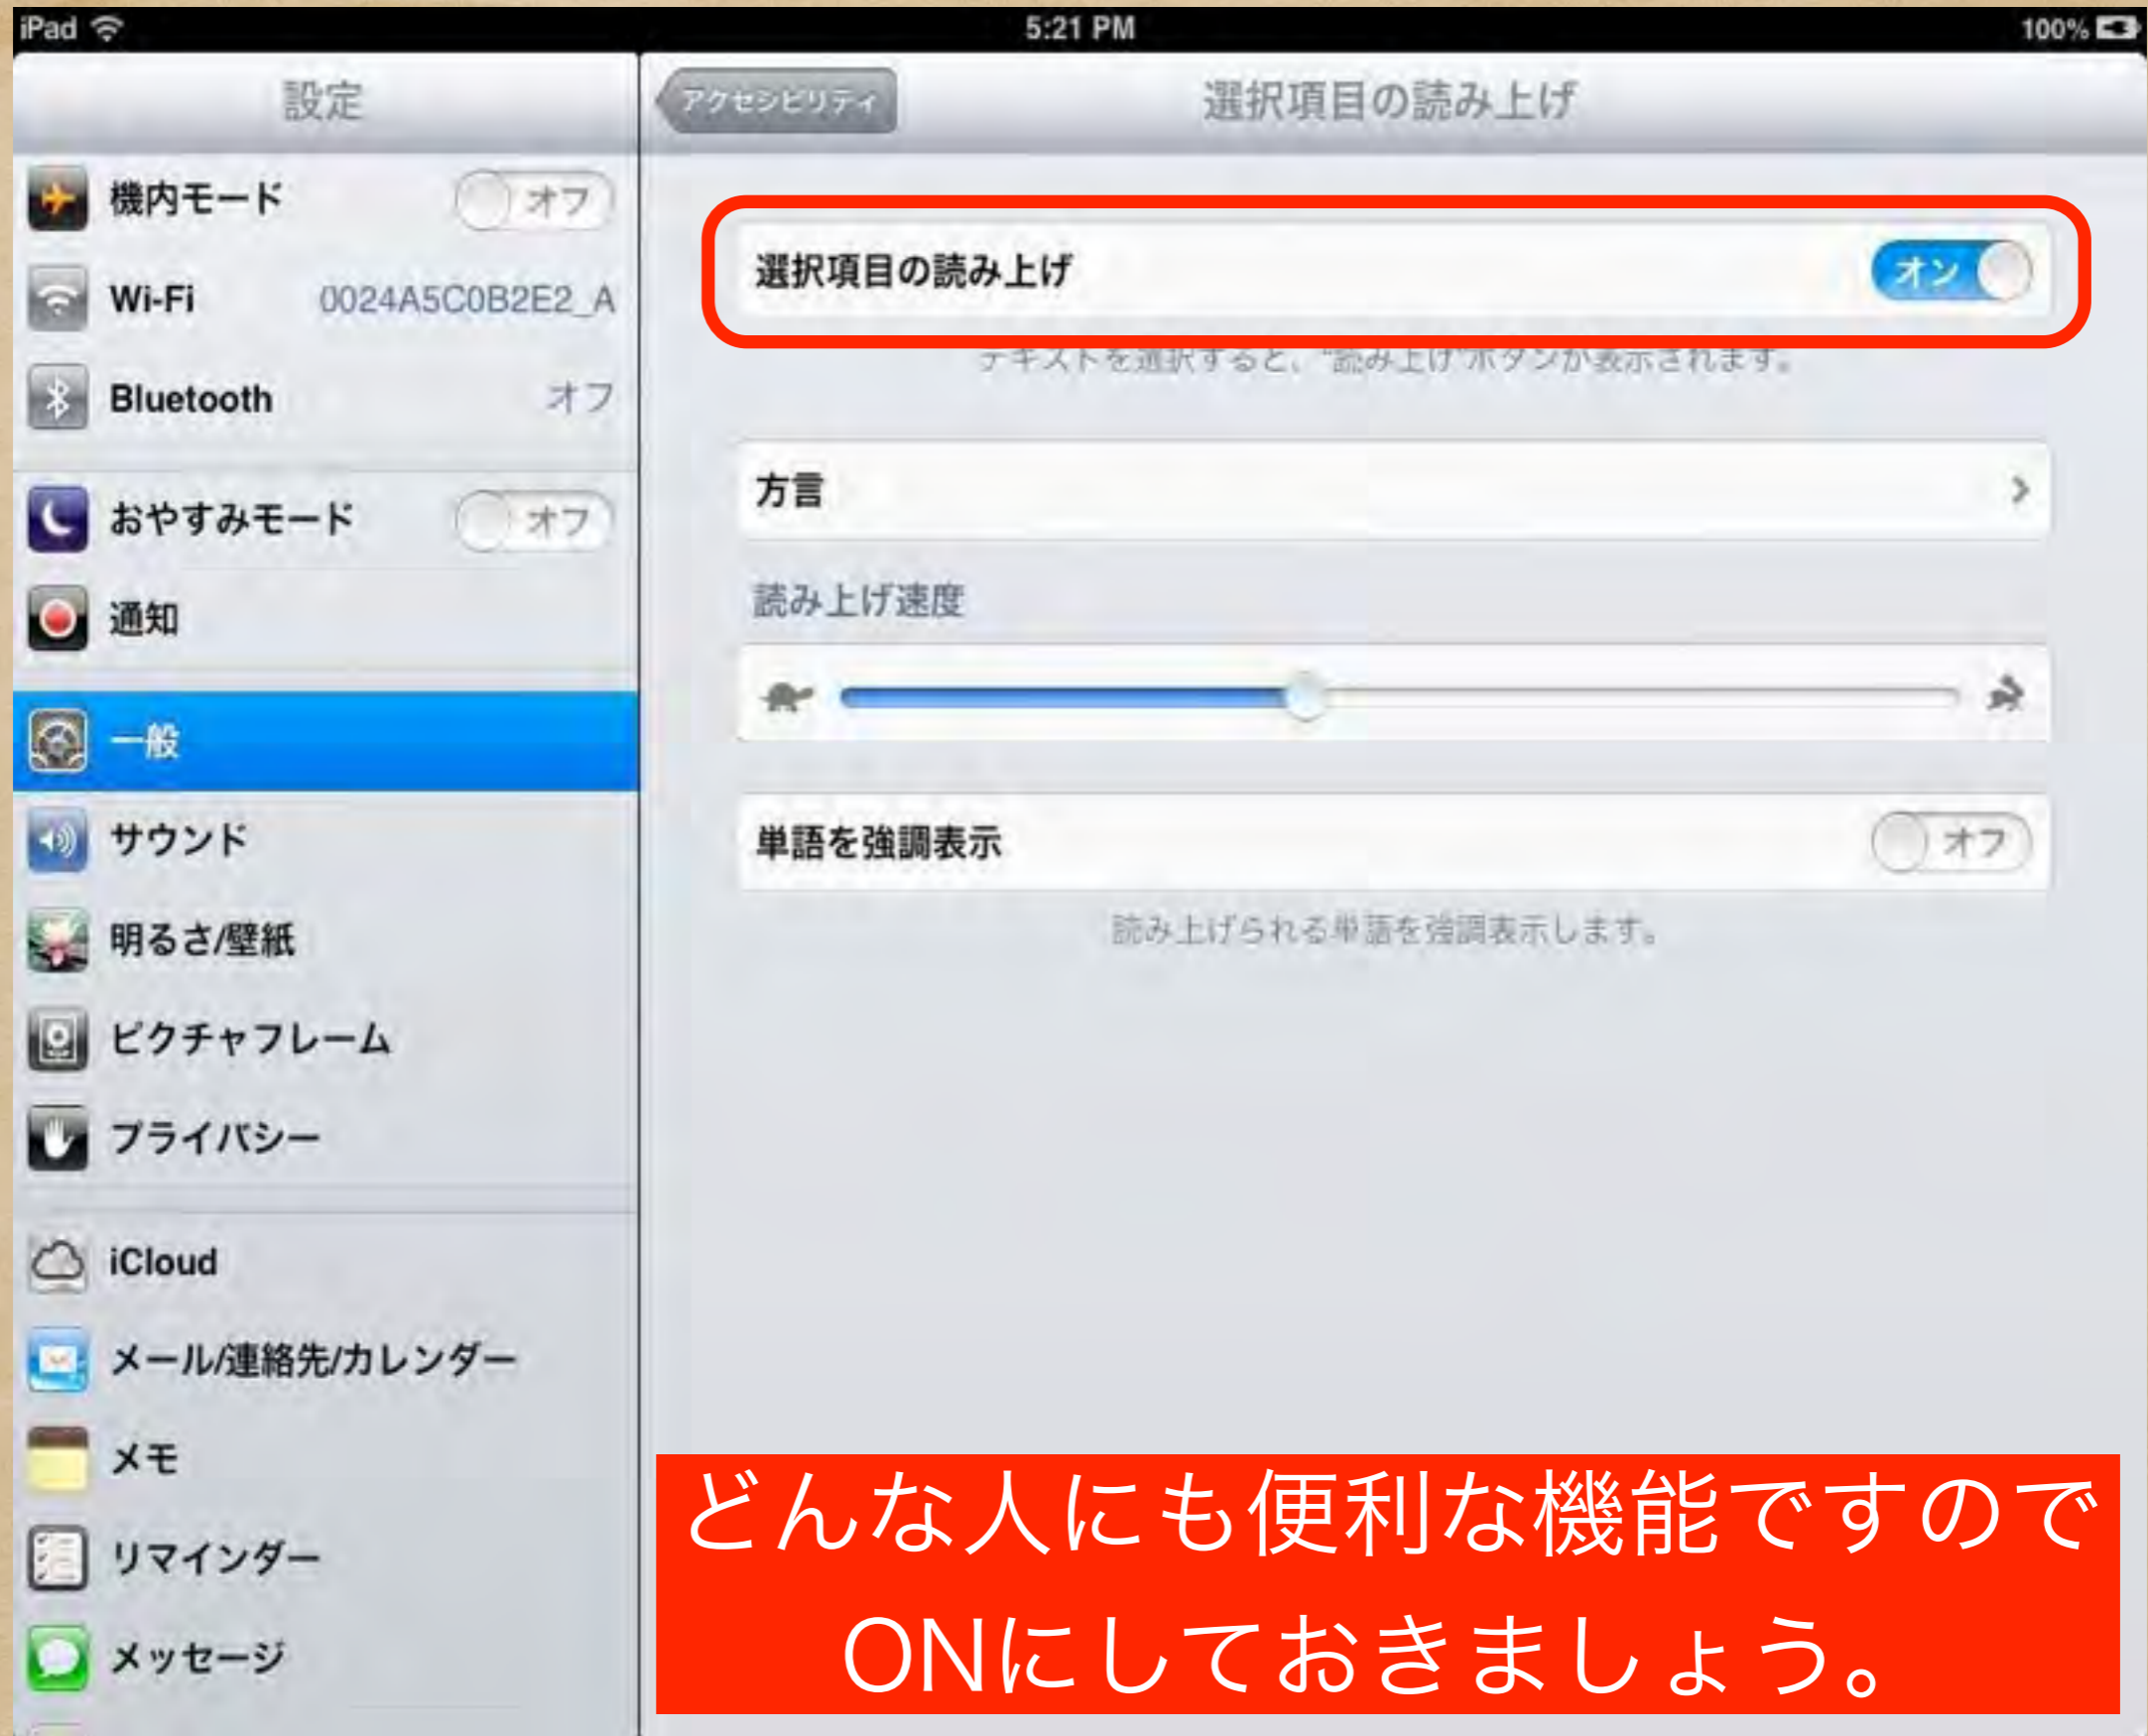 iPad
5:21 PM
100%
設定
機内モード オフ
Wi-Fi 0024A5C0B2E2_A
Bluetooth オフ
おやすみモード オフ
通知
一般
サウンド
明るさ/壁紙
ピクチャフレーム
プライバシー
iCloud
メール/連絡先/カレンダー
メモ
リマインダー
メッセージ
アクセシビリティ
選択項目の読み上げ
選択項目の読み上げ オン
テキストを選択すると、“読み上げ”ボタンが表示されます。
方言
読み上げ速度
単語を強調表示 オフ
読み上げられる単語を強調表示します。
どんな人にも便利な機能ですので
ONにしておきましょう。